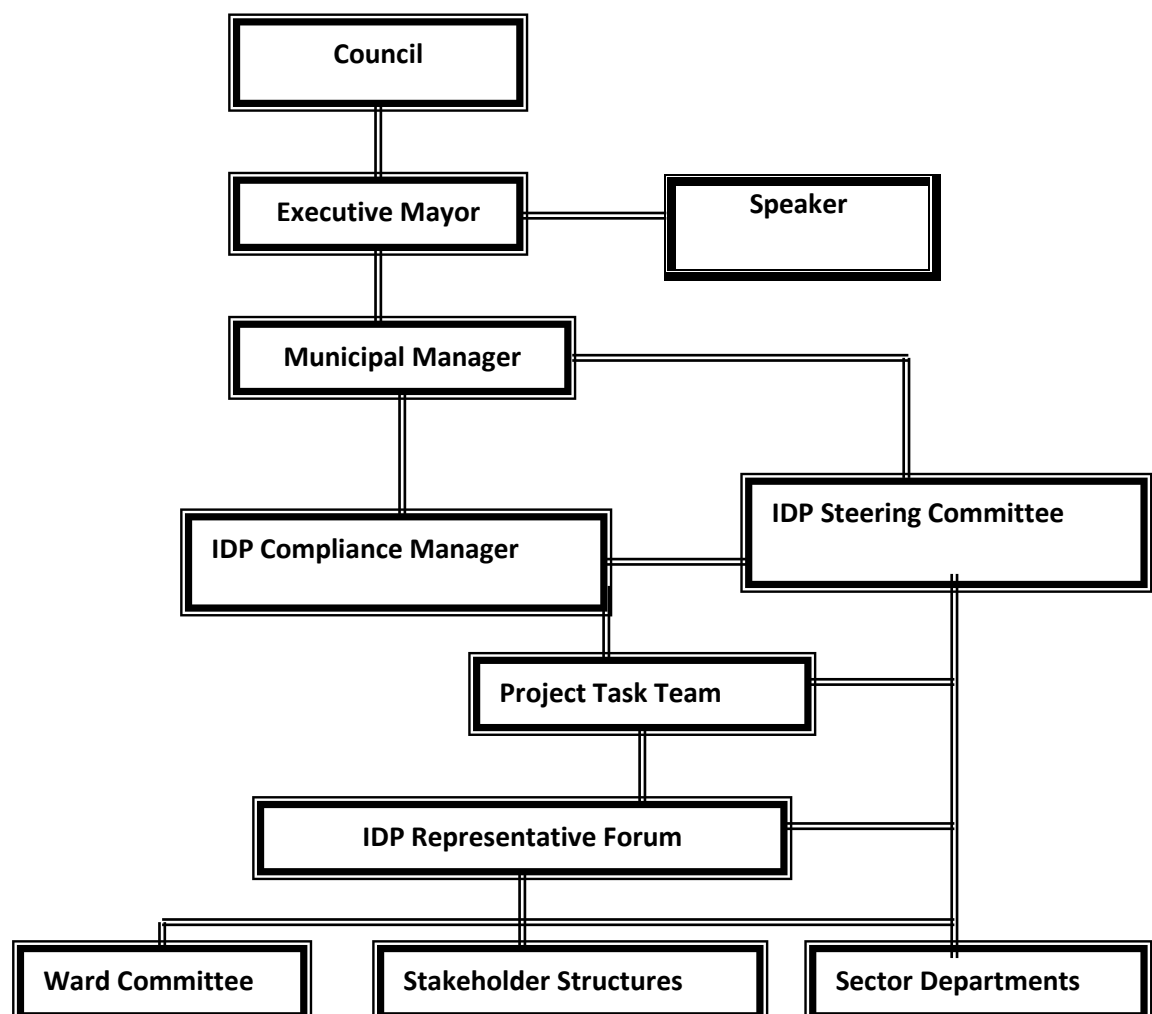 Council
Executive Mayor
Speaker
Municipal Manager
IDP Steering Committee
IDP Compliance Manager
Project Task Team
IDP Representative Forum
Ward Committee
Stakeholder Structures
Sector Departments